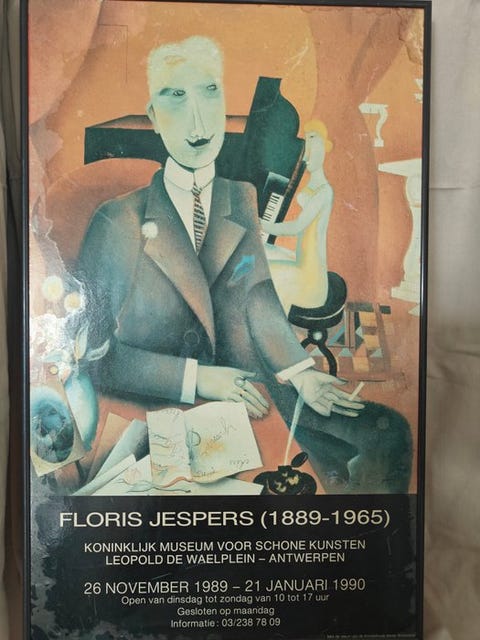 FLORIS JESPERS (1889-1965)
KONINKLIJK MUSEUM VOOR SCHONE KUNSTEN
LEOPOLD DE WAELPLEIN – ANTWERPEN
26 NOVEMBER 1989 – 21 JANUARI 1990
Open van dinsdag tot zondag van 10 tot 17 uur
Gesloten op maandag
Informatie: 03/238 78 09